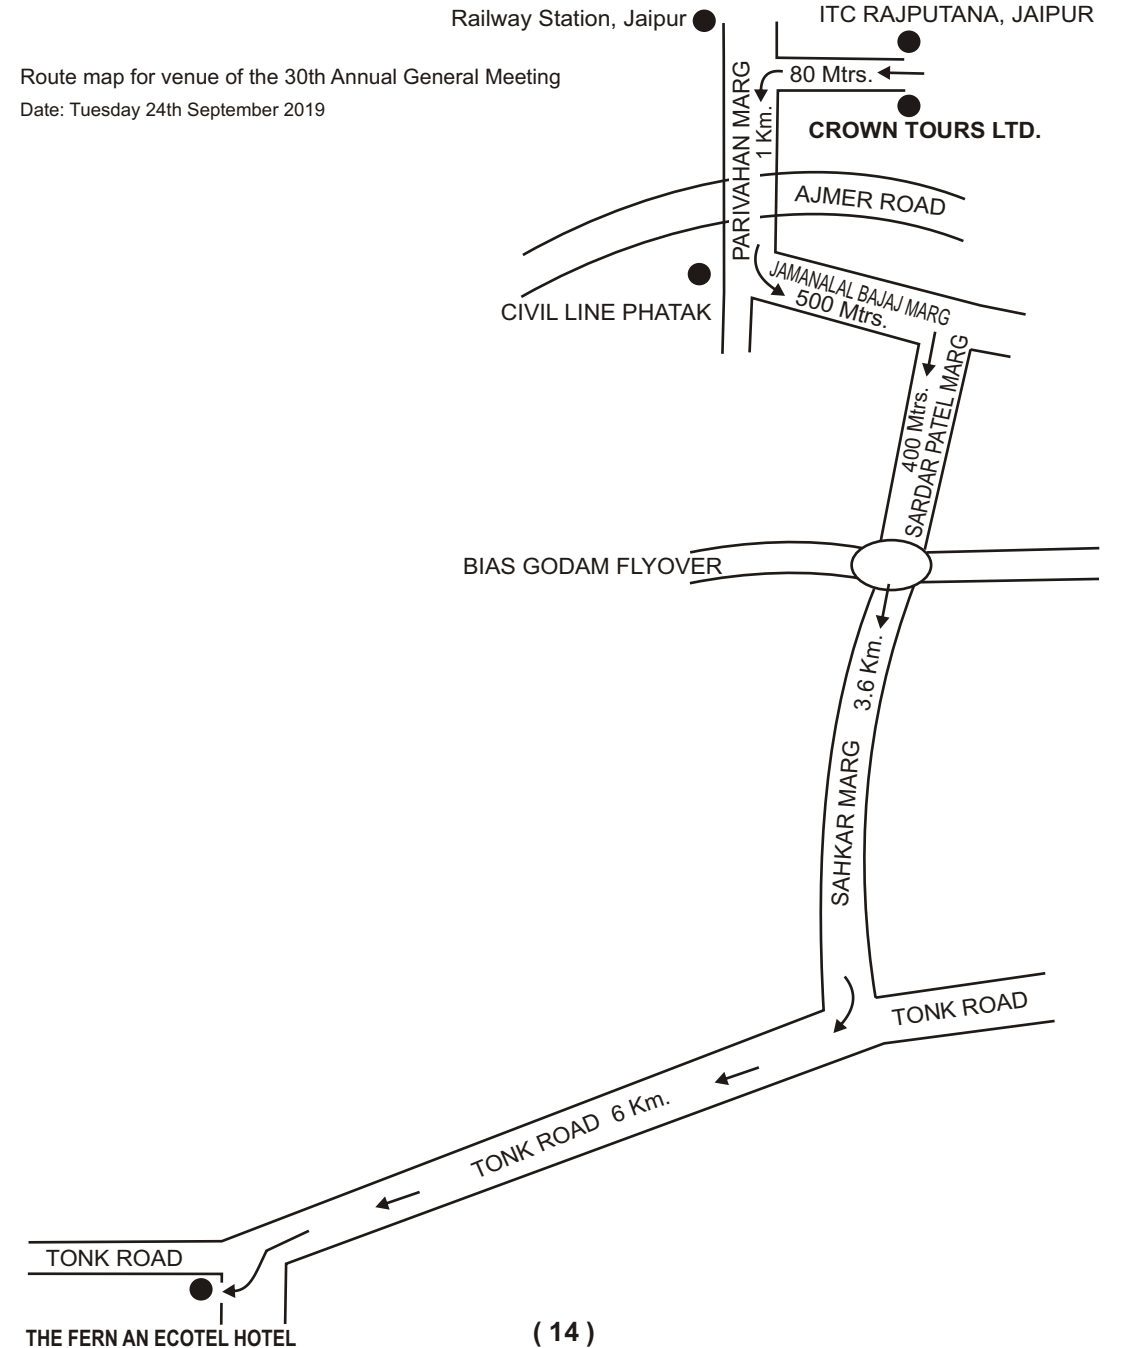 Railway Station, Jaipur
ITC RAJPUTANA, JAIPUR
Route map for venue of the 30th Annual General Meeting
Date: Tuesday 24th September 2019
80 Mtrs.
CROWN TOURS LTD.
PARIVAHAN MARG
1 Km.
AJMER ROAD
CIVIL LINE PHATAK
JAMANALAL BAJAJ MARG
500 Mtrs.
400 Mtrs.
SARDAR PATEL MARG
BIAS GODAM FLYOVER
3.6 Km.
SAHKAR MARG
TONK ROAD
TONK ROAD 6 Km.
TONK ROAD
THE FERN AN ECOTEL HOTEL
( 14 )